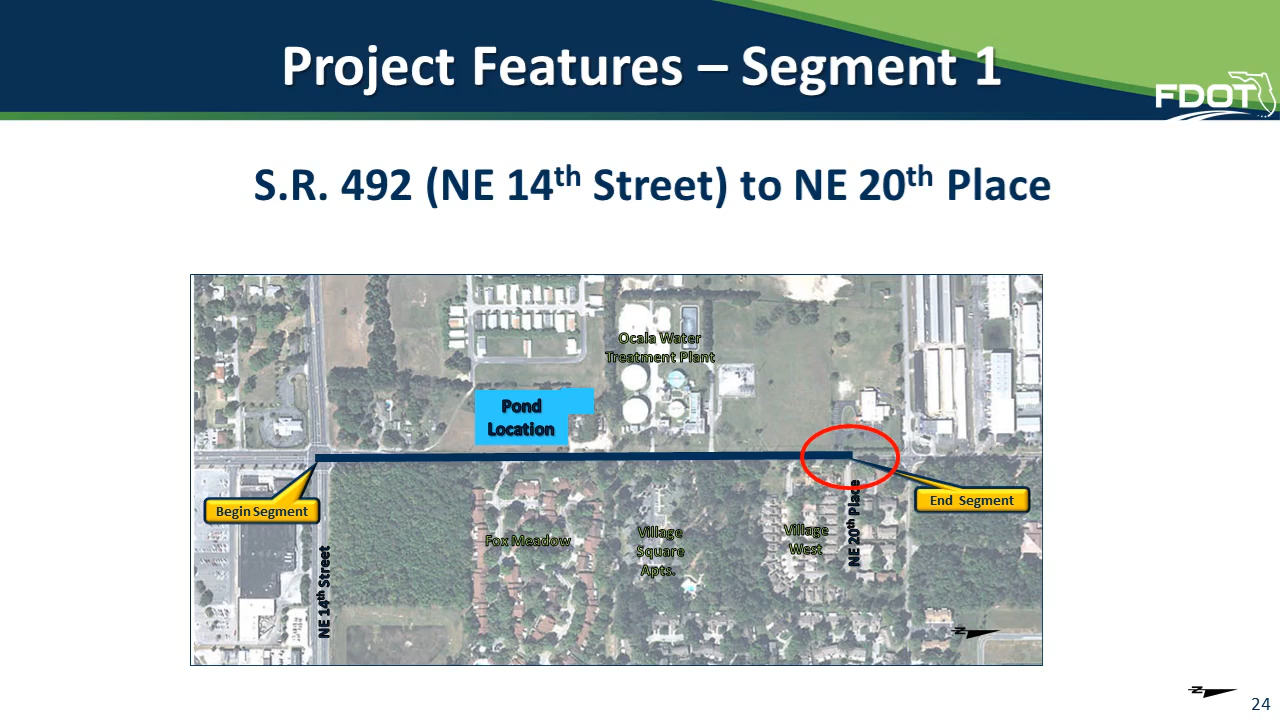 Project Features – Segment 1
FDOT
S.R. 492 (NE 14th Street) to NE 20th Place
Ocala Water
Treatment Plant
Pond
Location
Begin Segment
End Segment
NE 14th Street
Fox Meadow
Village
Square
Apts.
Village
West
NE 20th Place
N
N
24